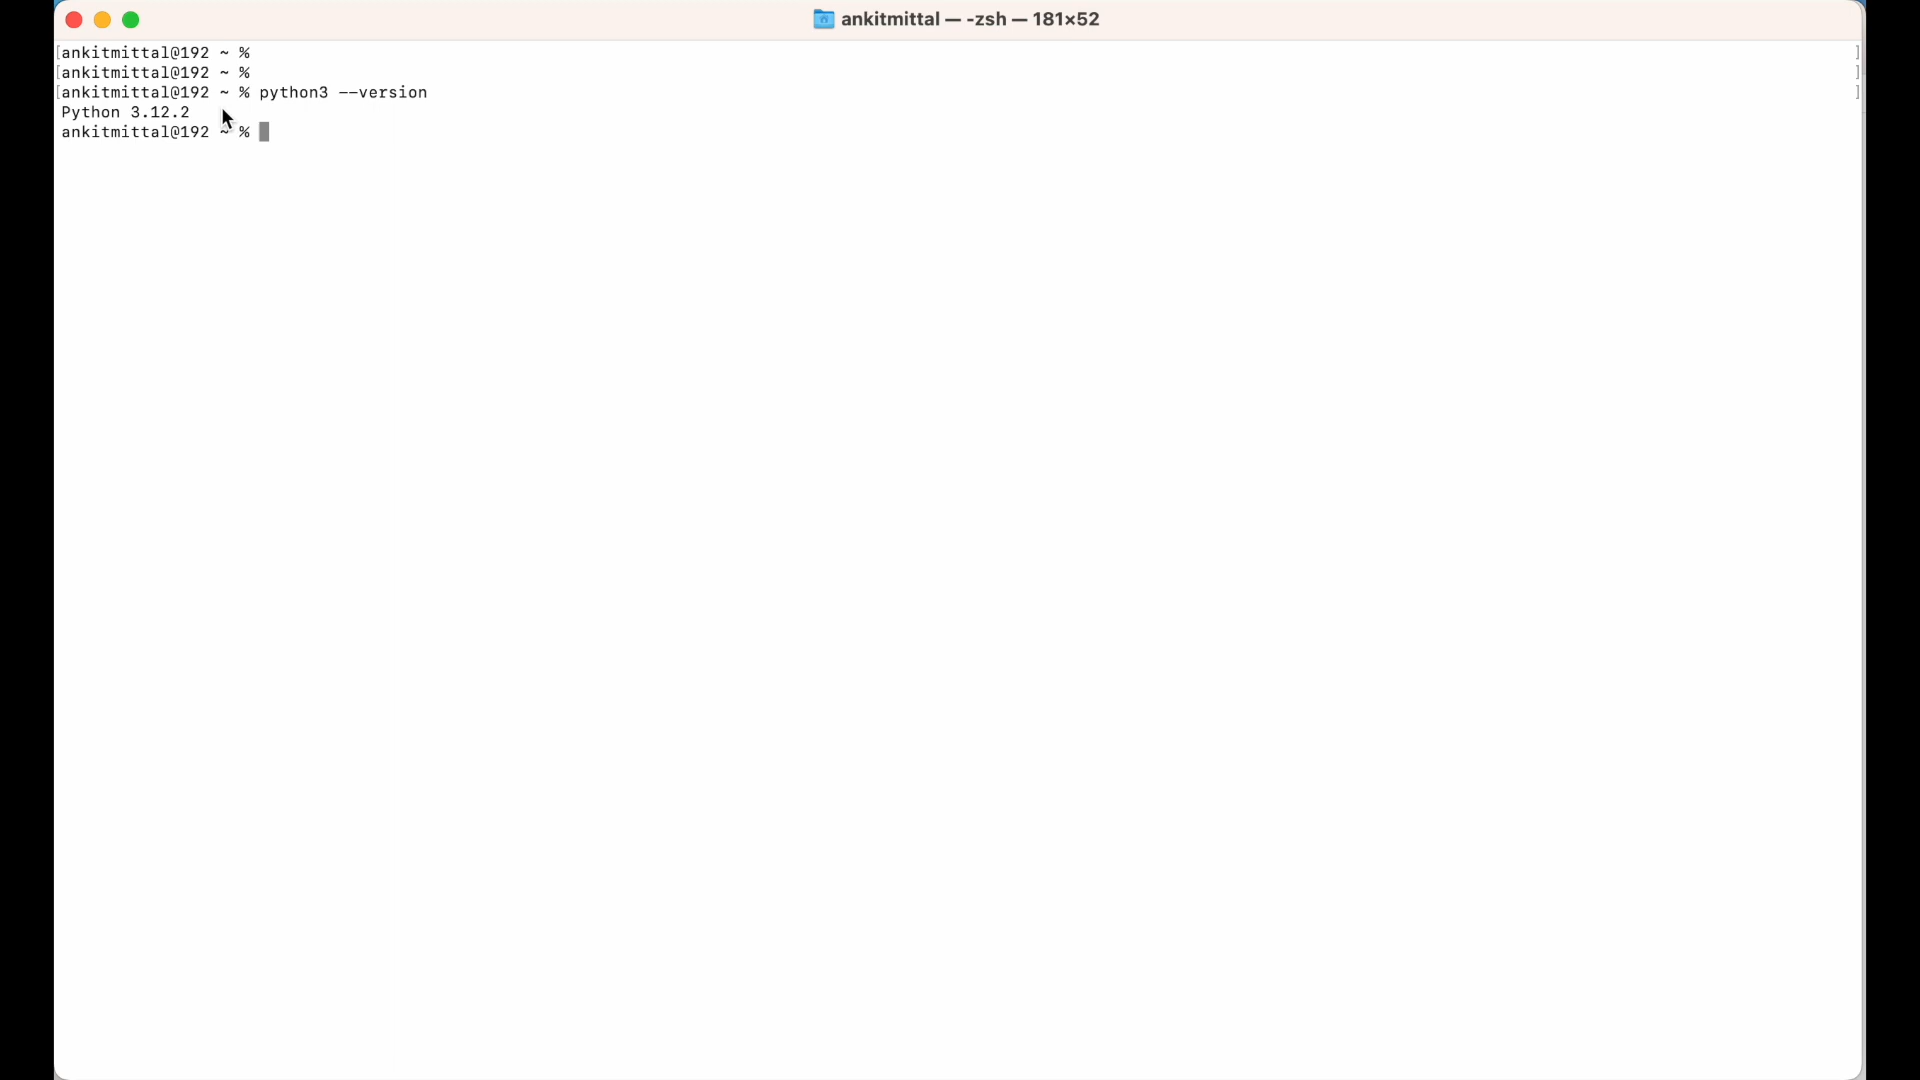 ankitmittal — -zsh — 181×52
[ankitmittal@192 ~ % ]
[ankitmittal@192 ~ % ]
[ankitmittal@192 ~ % python3 --version ]
Python 3.12.2
ankitmittal@192 ~ %